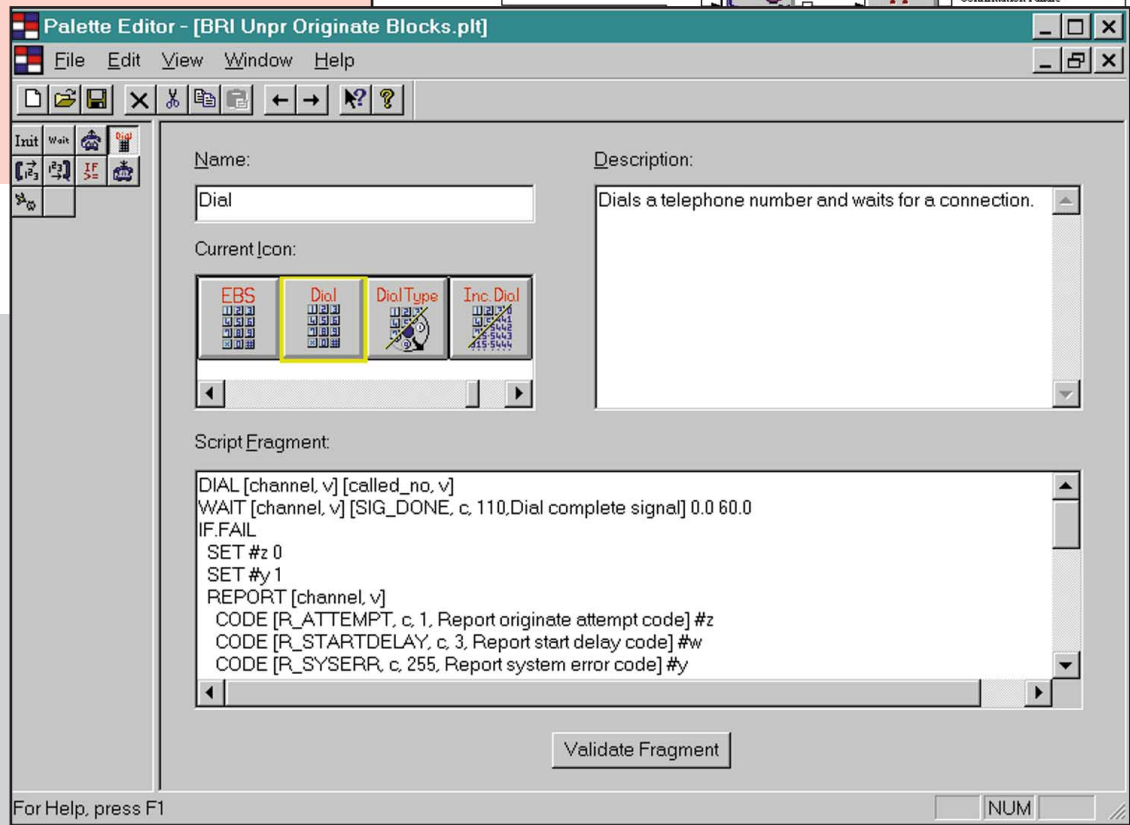 Palette Editor - [BRI Unpr Originate Blocks.plt]
File Edit View Window Help
Init Wait Dial
IF >=
Name:
Dial
Description:
Dials a telephone number and waits for a connection.
Current Icon:
EBS Dial DialType Inc.Dial
Script Fragment:
DIAL [channel, v] [called_no, v]
WAIT [channel, v] [SIG_DONE, c, 110,Dial complete signal] 0.0 60.0
IF.FAIL
SET #z 0
SET #y 1
REPORT [channel, v]
CODE [R_ATTEMPT, c, 1, Report originate attempt code] #z
CODE [R_STARTDELAY, c, 3, Report start delay code] #w
CODE [R_SYSERR, c, 255, Report system error code] #y
Validate Fragment
For Help, press F1
NUM